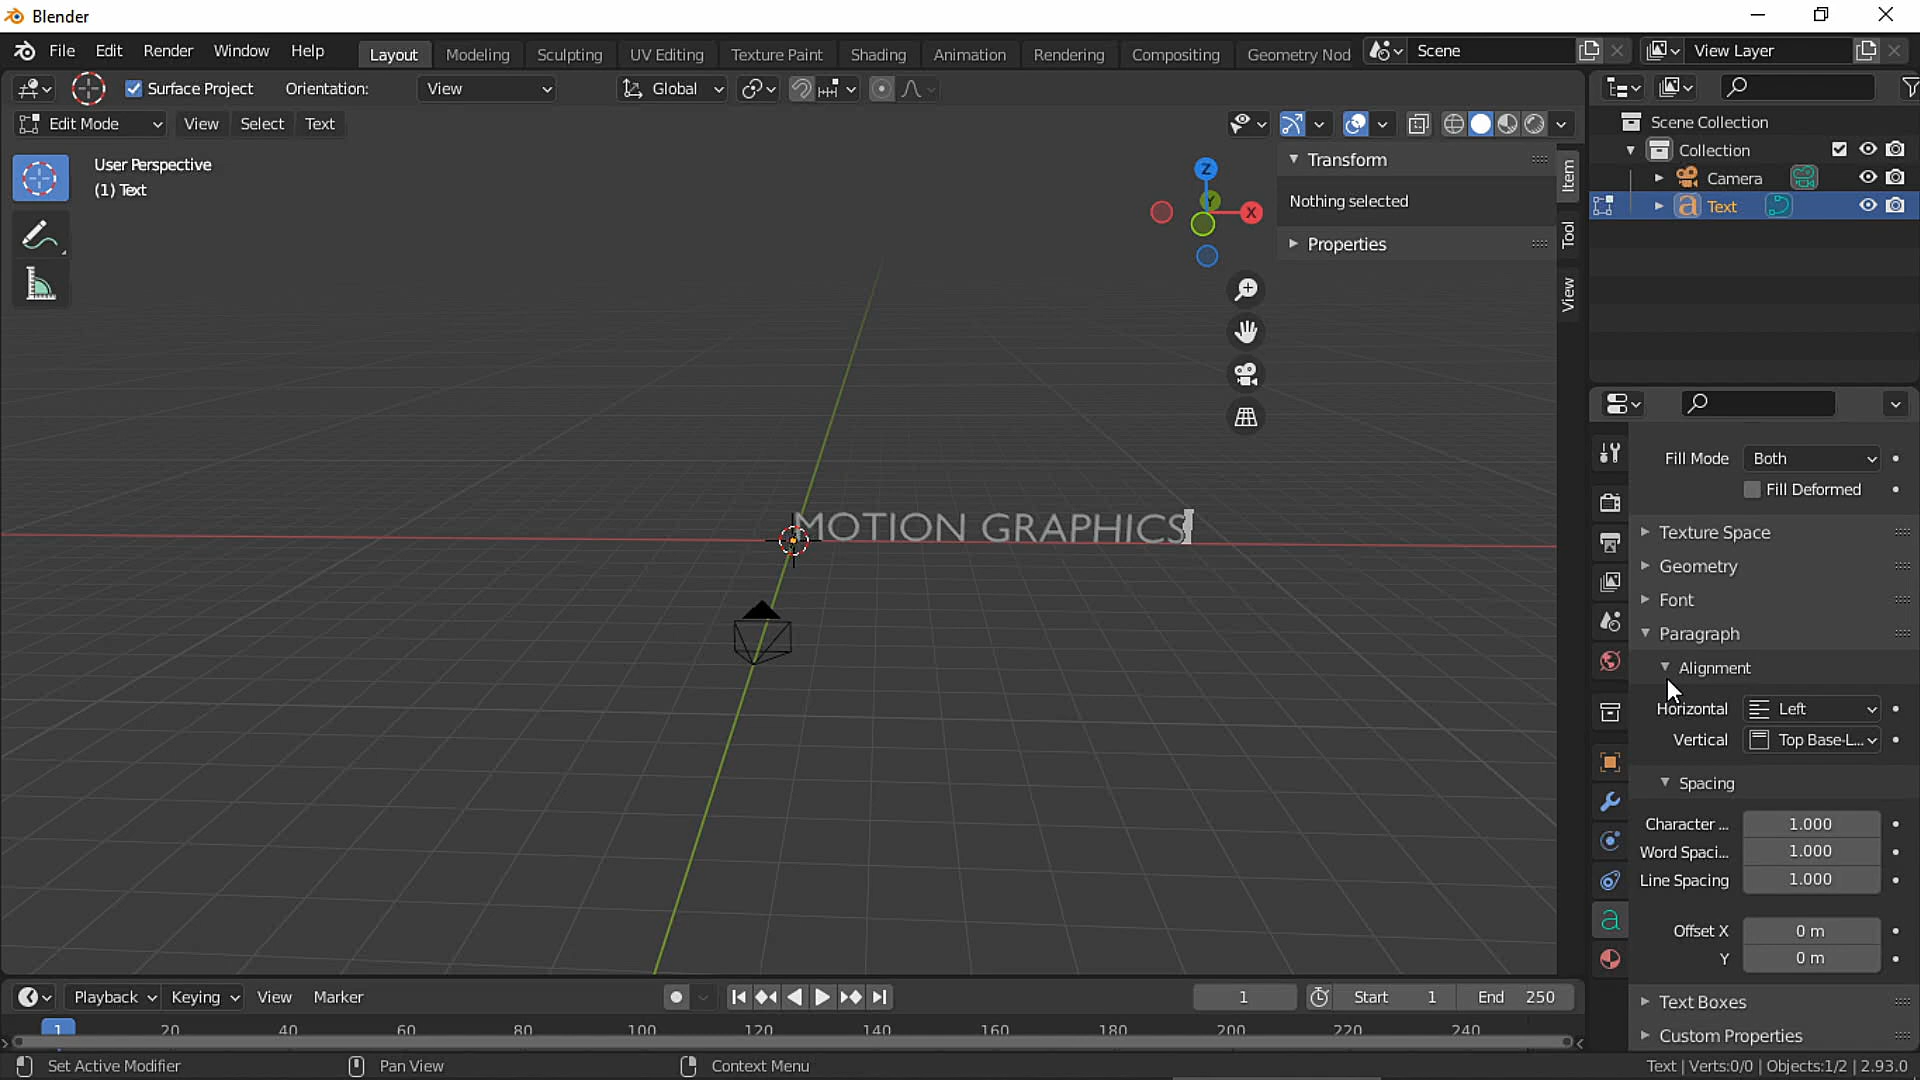 Blender
File Edit Render Window Help Layout Modeling Sculpting UV Editing Texture Paint Shading Animation Rendering Compositing Geometry Nod Scene View Layer
Surface Project Orientation: View Global
Edit Mode View Select Text
Scene Collection
Collection
Camera
Text
User Perspective
(1) Text
Z
Y
X
Transform
Nothing selected
Properties
Item
Tool
View
MOTION GRAPHICS
Fill Mode Both
Fill Deformed
Texture Space
Geometry
Font
Paragraph
Alignment
Horizontal Left
Vertical Top Base-L...
Spacing
Character ... 1.000
Word Spaci... 1.000
Line Spacing 1.000
Offset X 0 m
Y 0 m
Text Boxes
Custom Properties
Playback Keying View Marker 1 Start 1 End 250
1 20 40 60 80 100 120 140 160 180 200 220 240
Set Active Modifier Pan View Context Menu Text | Verts:0/0 | Objects:1/2 | 2.93.0